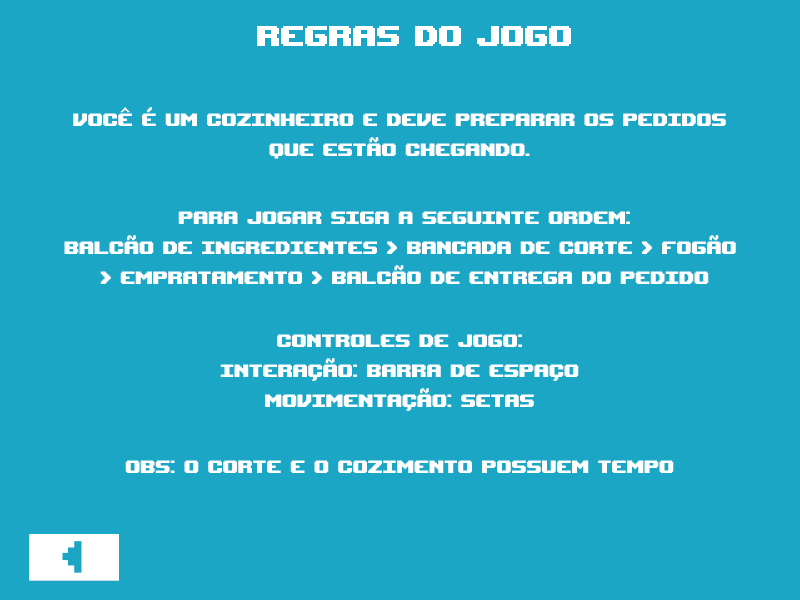 REGRAS DO JOGO
VOCÊ É UM COZINHEIRO E DEVE PREPARAR OS PEDIDOS
QUE ESTÃO CHEGANDO.
PARA JOGAR SIGA A SEGUINTE ORDEM:
BALCÃO DE INGREDIENTES > BANCADA DE CORTE > FOGÃO
> EMPRATAMENTO > BALCÃO DE ENTREGA DO PEDIDO
CONTROLES DE JOGO:
INTERAÇÃO: BARRA DE ESPAÇO
MOVIMENTAÇÃO: SETAS
OBS: O CORTE E O COZIMENTO POSSUEM TEMPO